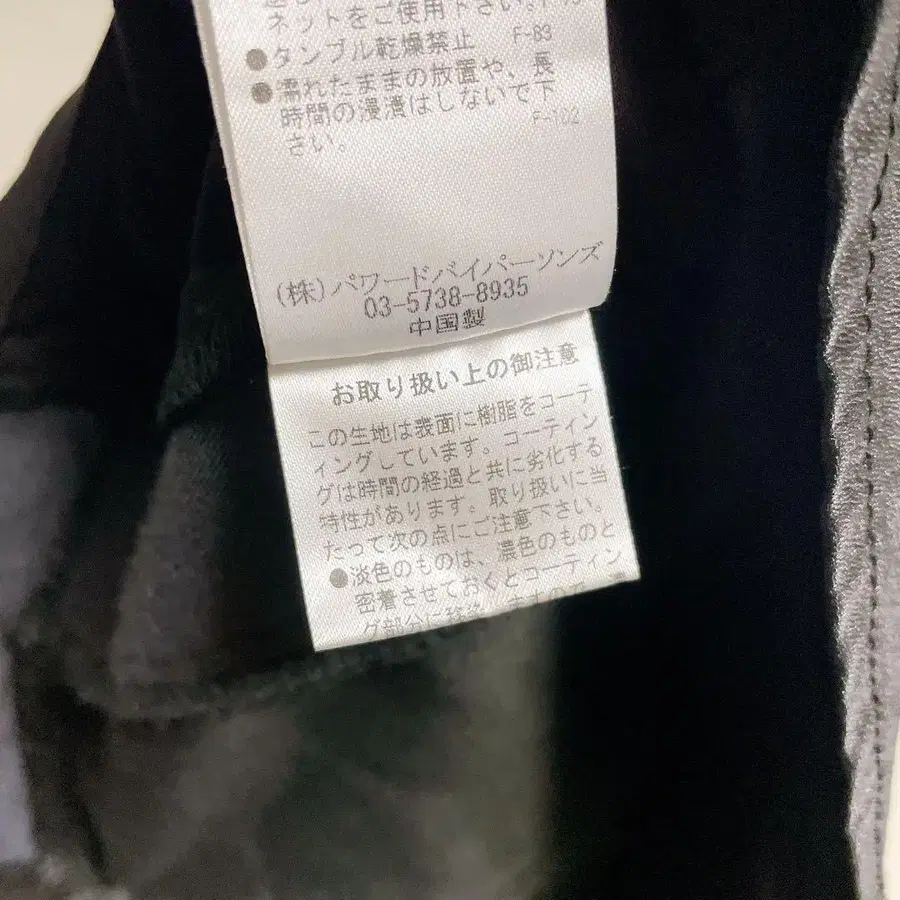 ネットをご使用下さい。
●タンブル乾燥禁止 F-83
●濡れたままの放置や、長
時間の浸漬はしないで下
さい。 F-102
(株)パワードバイパーソンズ
03-5738-8935
中国製
お取り扱い上の御注意
この生地は表面に樹脂をコーテ
ィングしています。コーティン
グは時間の経過と共に劣化する
特性があります。取り扱いに当
たって次の点にご注意下さい。
●淡色のものは、濃色のものと
密着させておくとコーティン
グ部分に移染